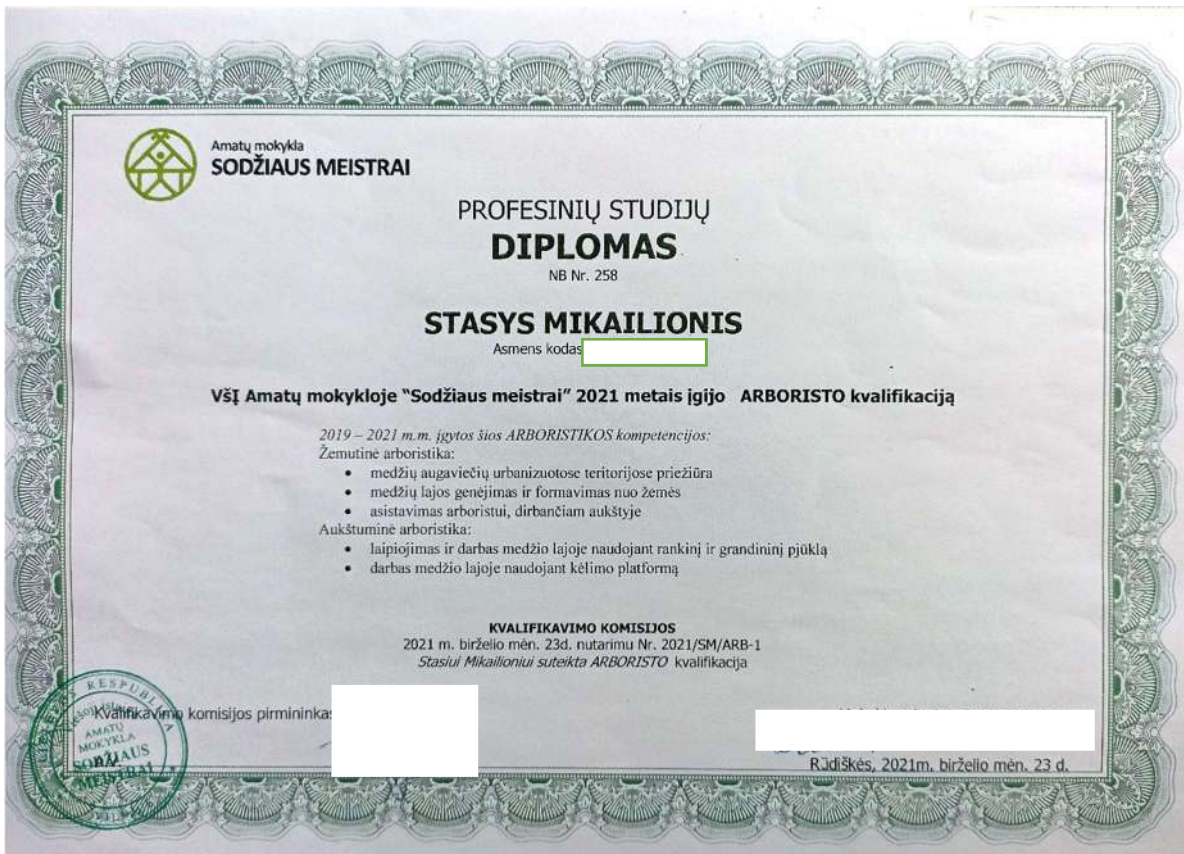 Amatų mokykla
SODŽIAUS MEISTRAI
PROFESINIŲ STUDIJŲ
DIPLOMAS
NB Nr. 258
STASYS MIKAILIONIS
Asmens kodas
VšĮ Amatų mokykloje “Sodžiaus meistrai” 2021 metais įgijo ARBORISTO kvalifikaciją
2019 – 2021 m.m. įgytos šios ARBORISTIKOS kompetencijos:
Žemutinė arboristika:
• medžių augaviečių urbanizuotose teritorijose priežiūra
• medžių lajos genėjimas ir formavimas nuo žemės
• asistavimas arboristui, dirbančiam aukštyje
Aukštuminė arboristika:
• laipiojimas ir darbas medžio lajoje naudojant rankinį ir grandininį pjūklą
• darbas medžio lajoje naudojant kėlimo platformą
KVALIFIKAVIMO KOMISIJOS
2021 m. birželio mėn. 23d. nutarimu Nr. 2021/SM/ARB-1
Stasiui Mikailioniui suteikta ARBORISTO kvalifikacija
Kvalifikavimo komisijos pirmininkas
RESPUBLIKA
AMATŲ
MOKYKLA
SODŽIAUS
MEISTRAI
Rūdiškės, 2021m. birželio mėn. 23 d.